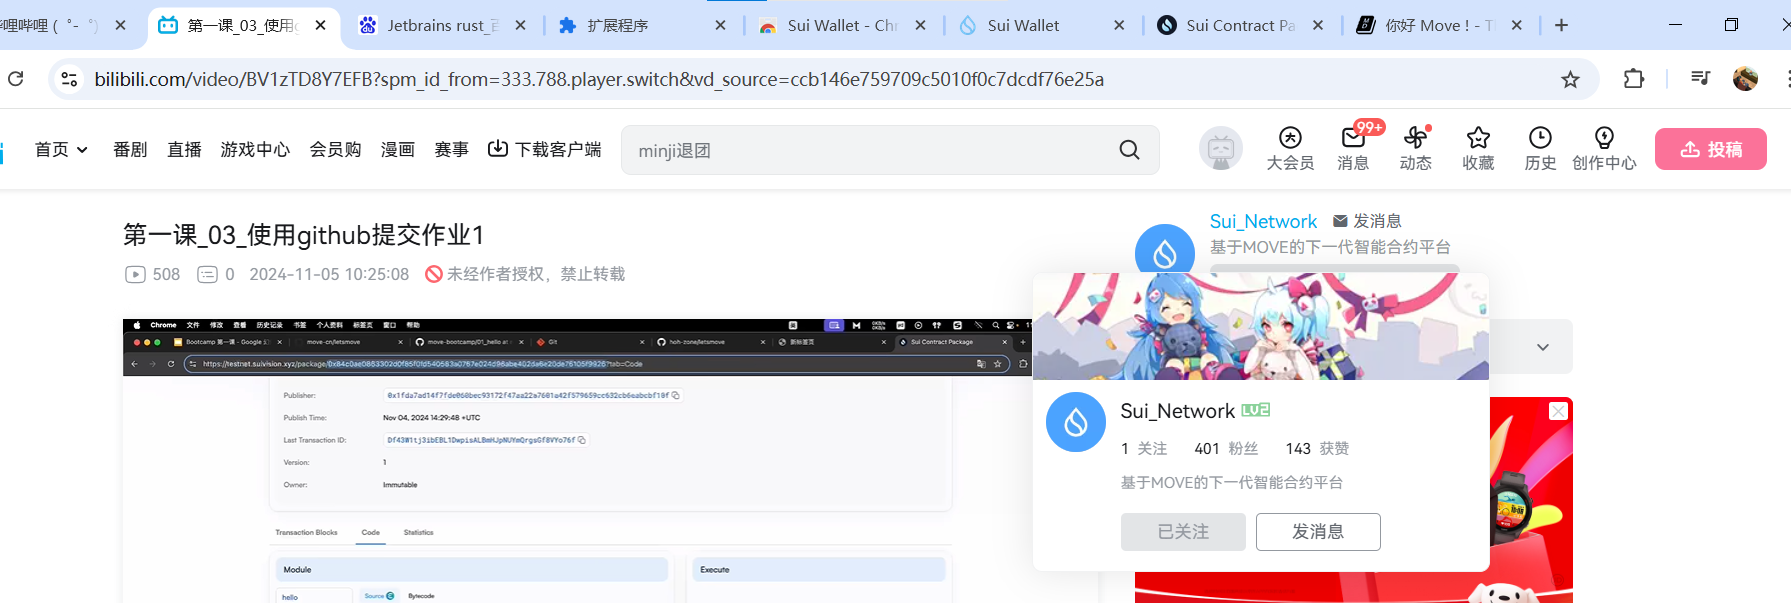 哔哩哔哩 ( ゜- ゜)
第一课_03_使用g
Jetbrains rust_百
扩展程序
Sui Wallet - Chr
Sui Wallet
Sui Contract Pa
你好 Move ! - T
bilibili.com/video/BV1zTD8Y7EFB?spm_id_from=333.788.player.switch&vd_source=ccb146e759709c5010f0c7dcdf76e25a
首页 番剧 直播 游戏中心 会员购 漫画 赛事 下载客户端
minji退团
大会员
99+
消息
动态
收藏
历史
创作中心
投稿
第一课_03_使用github提交作业1
508 0 2024-11-05 10:25:08 未经作者授权，禁止转载
Sui_Network 发消息
基于MOVE的下一代智能合约平台
Chrome 文件 修改 查看 历史记录 书签 个人资料 标签页 窗口 帮助
Bootcamp 第一课 - Google
move-cn/letsmove
move-bootcamp/01_hello at
Git
hoh-zone/letsmove
新标签页
Sui Contract Package
Publisher:
Publish Time: Nov 04, 2024 14:29:48 +UTC
Last Transaction ID:
Version: 1
Owner: Immutable
Transaction Blocks Code Statistics
Module
Execute
hello Source Bytecode
Sui_Network LV2
1 关注 401 粉丝 143 获赞
基于MOVE的下一代智能合约平台
已关注 发消息